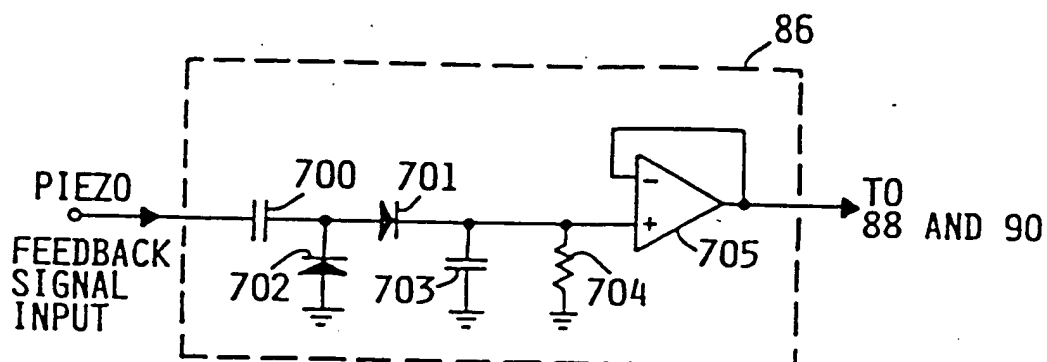 86
PIEZO
FEEDBACK
SIGNAL
INPUT
700
701
702
703
704
-
+
705
TO
88 AND 90